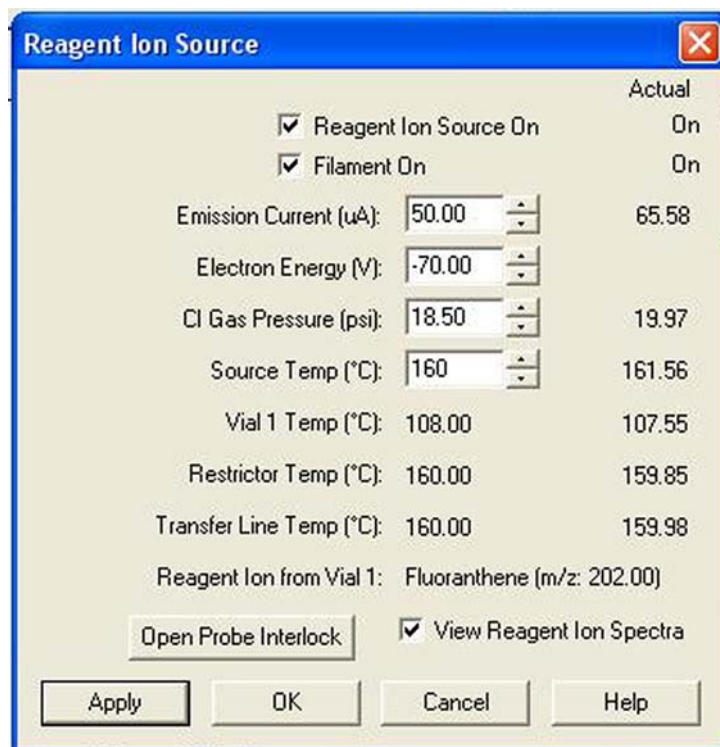 Reagent Ion Source
Actual
Reagent Ion Source On On
Filament On On
Emission Current (uA): 50.00 65.58
Electron Energy (V): -70.00
CI Gas Pressure (psi): 18.50 19.97
Source Temp (°C): 160 161.56
Vial 1 Temp (°C): 108.00 107.55
Restrictor Temp (°C): 160.00 159.85
Transfer Line Temp (°C): 160.00 159.98
Reagent Ion from Vial 1: Fluoranthene (m/z: 202.00)
Open Probe Interlock View Reagent Ion Spectra
Apply OK Cancel Help